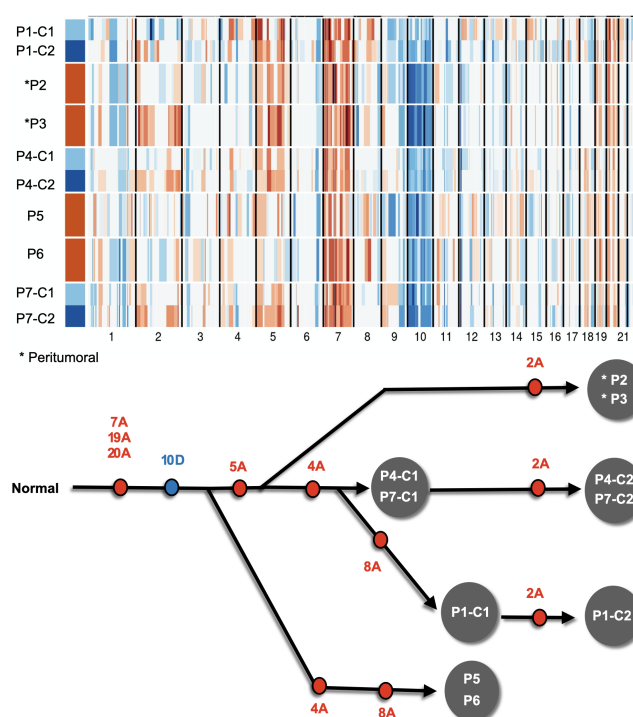 P1-C1
P1-C2
*P2
*P3
P4-C1
P4-C2
P5
P6
P7-C1
P7-C2
1 2 3 4 5 6 7 8 9 10 11 12 13 14 15 16 17 18 19 21
* Peritumoral
2A
* P2
* P3
7A
19A
20A
10D
5A
4A
2A
Normal
P4-C1
P7-C1
P4-C2
P7-C2
8A
2A
P1-C1
P1-C2
4A
8A
P5
P6